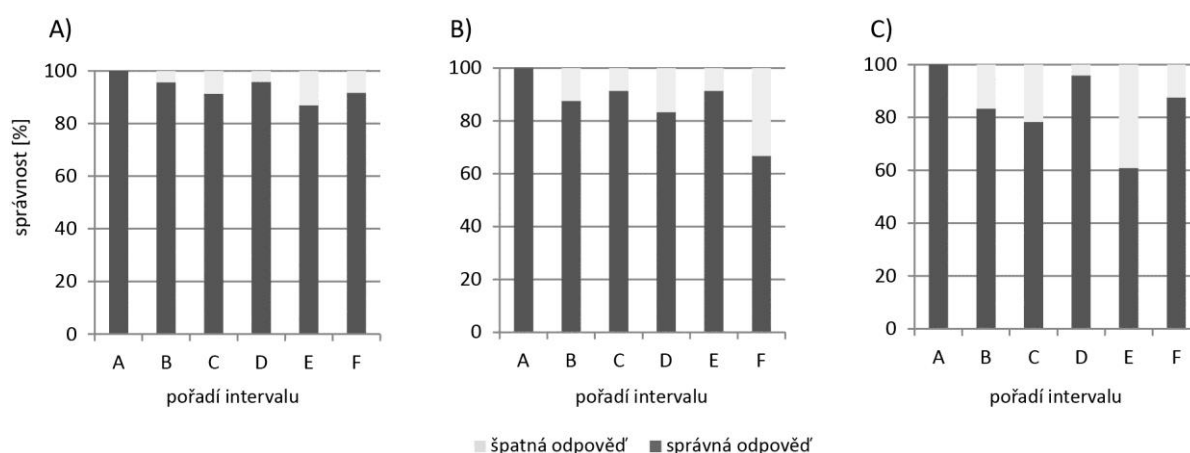 A)
správnost [%]
100
80
60
40
20
0
A B C D E F
pořadí intervalu
B)
100
80
60
40
20
0
A B C D E F
pořadí intervalu
C)
100
80
60
40
20
0
A B C D E F
pořadí intervalu
špatná odpověď správná odpověď